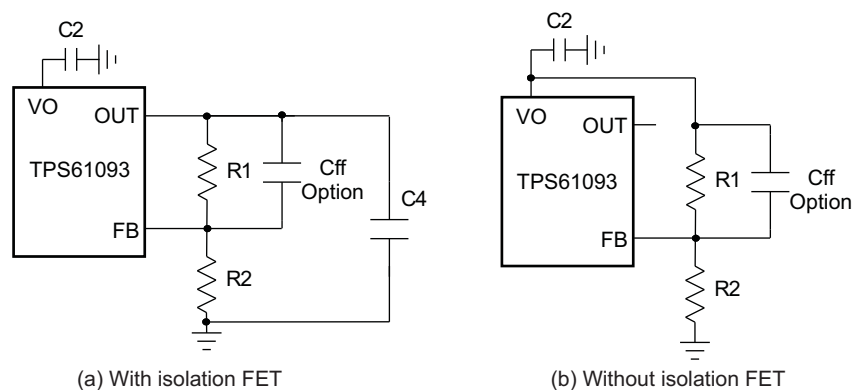 C2
VO
OUT
TPS61093
R1
Cff
Option
C4
FB
R2
(a) With isolation FET
C2
VO
OUT
TPS61093
R1
Cff
Option
FB
R2
(b) Without isolation FET